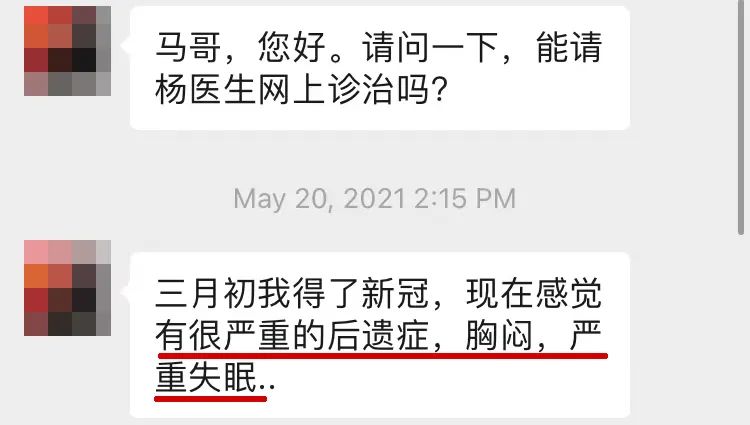 马哥，您好。请问一下，能请
杨医生网上诊治吗？
May 20, 2021 2:15 PM
三月初我得了新冠，现在感觉
有很严重的后遗症，胸闷，严
重失眠..